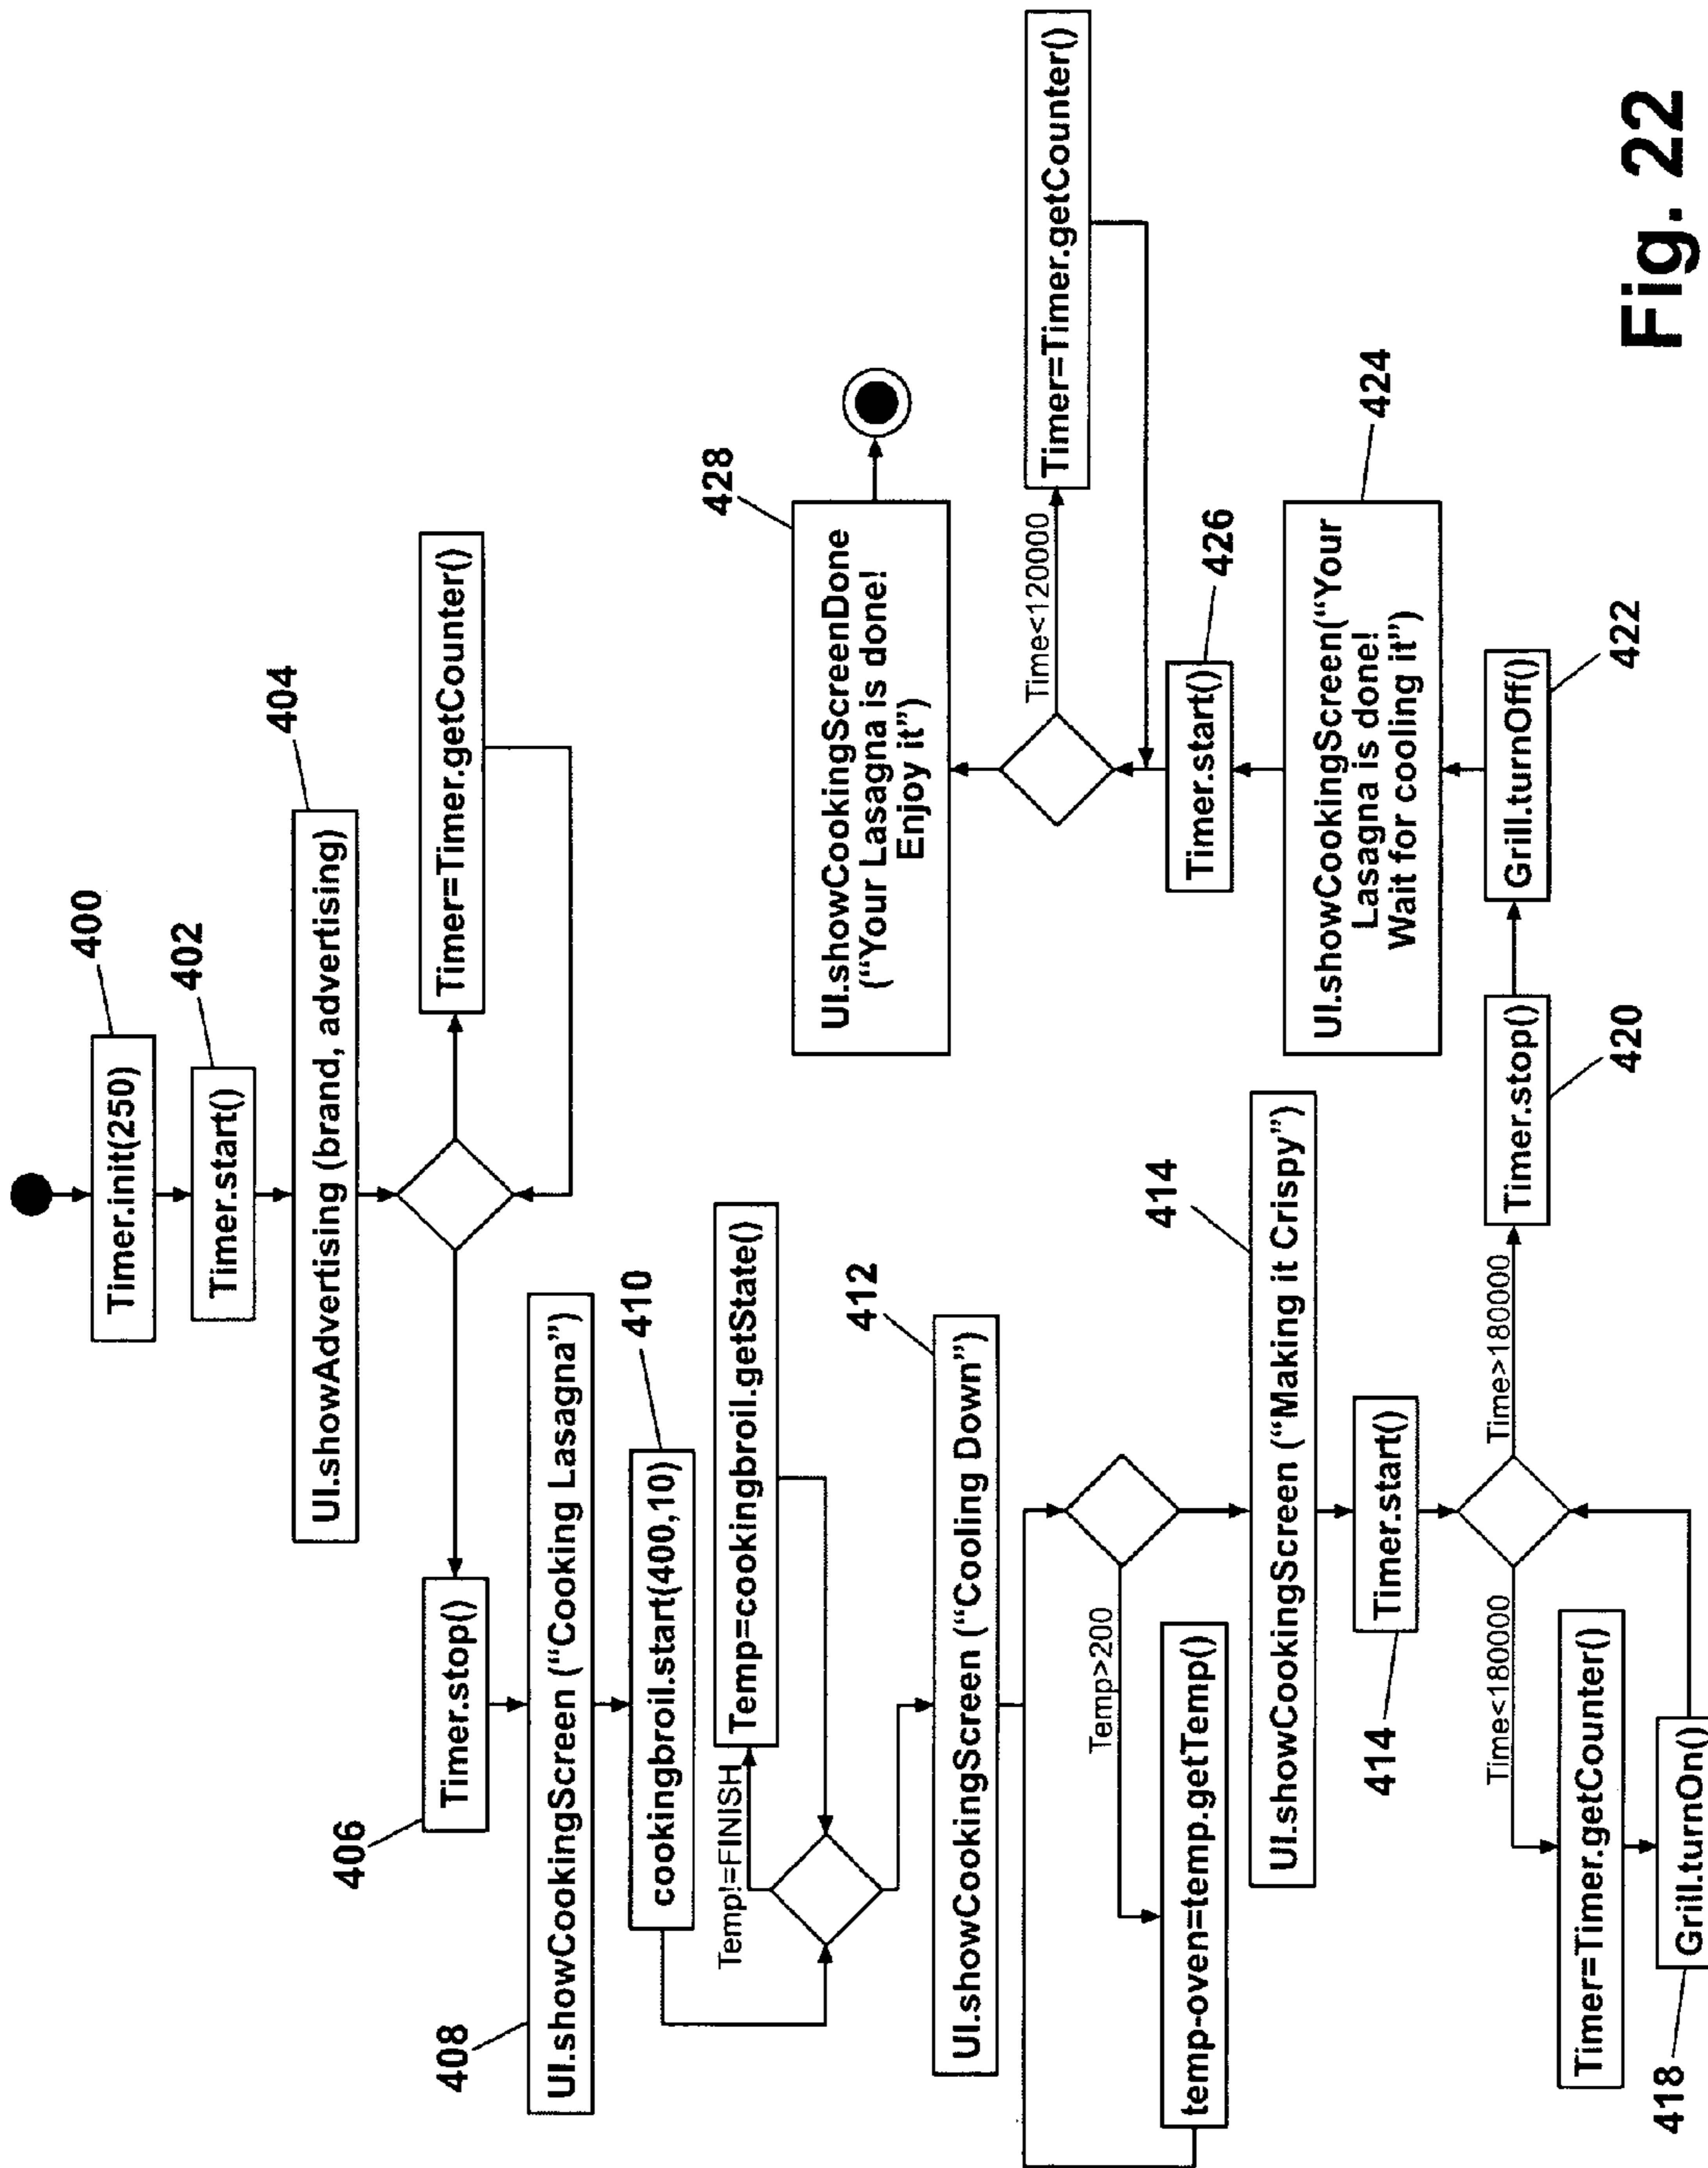 400
Timer.init(250)
402
Timer.start()
404
UI.showAdvertising (brand, advertising)
Timer=Timer.getCounter()
406
Timer.stop()
408
UI.showCookingScreen (“Cooking Lasagna”)
410
cookingbroil.start(400,10)
Temp!=FINISH
Temp=cookingbroil.getState()
412
UI.showCookingScreen (“Cooling Down”)
Temp>200
temp-oven=temp.getTemp()
414
UI.showCookingScreen (“Making it Crispy”)
414
Timer.start()
Time<180000
Time>180000
Timer=Timer.getCounter()
418
Grill.turnOn()
Timer.stop()
420
Grill.turnOff()
422
UI.showCookingScreen(“Your
Lasagna is done!
Wait for cooling it”)
424
Timer.start()
426
Time<120000
Timer=Timer.getCounter()
428
UI.showCookingScreenDone
(“Your Lasagna is done!
Enjoy it”)
Fig. 22